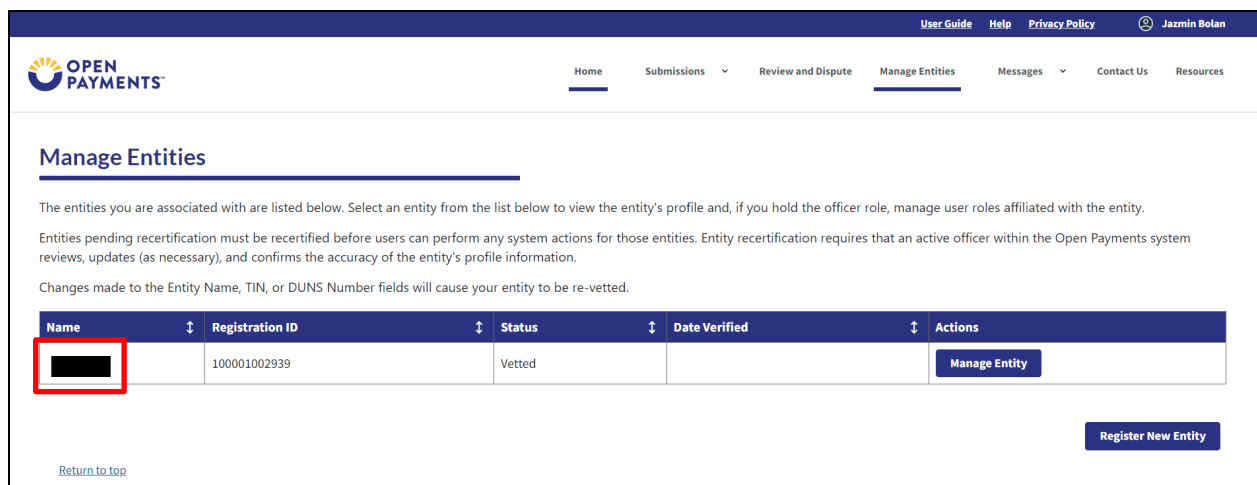 User Guide Help Privacy Policy Jazmin Bolan
OPEN
PAYMENTS
Home Submissions Review and Dispute Manage Entities Messages Contact Us Resources
Manage Entities
The entities you are associated with are listed below. Select an entity from the list below to view the entity's profile and, if you hold the officer role, manage user roles affiliated with the entity.
Entities pending recertification must be recertified before users can perform any system actions for those entities. Entity recertification requires that an active officer within the Open Payments system
reviews, updates (as necessary), and confirms the accuracy of the entity's profile information.
Changes made to the Entity Name, TIN, or DUNS Number fields will cause your entity to be re-vetted.
Name Registration ID Status Date Verified Actions
100001002939 Vetted Manage Entity
Register New Entity
Return to top